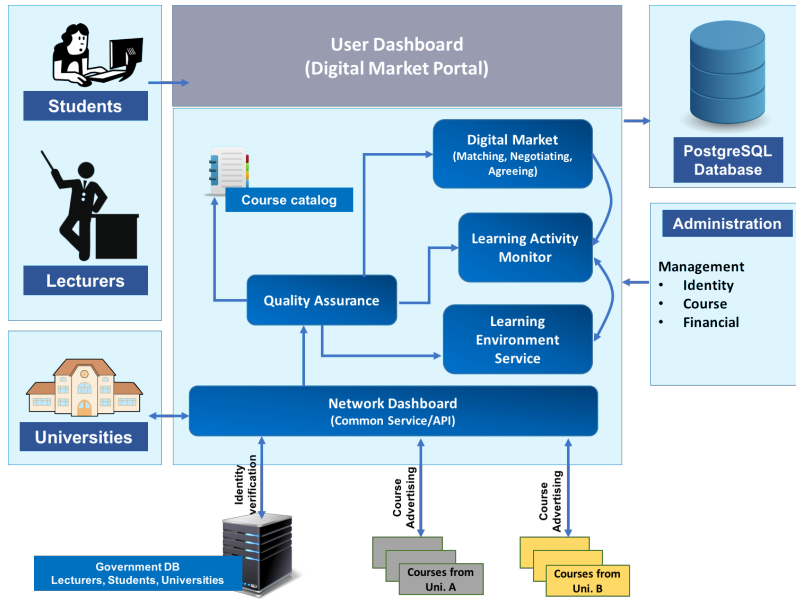 User Dashboard
(Digital Market Portal)
Students
Lecturers
Universities
Course catalog
Digital Market
(Matching, Negotiating,
Agreeing)
Learning Activity
Monitor
Quality Assurance
Learning
Environment
Service
Network Dashboard
(Common Service/API)
PostgreSQL
Database
Administration
Management
• Identity
• Course
• Financial
Identity
verification
Course
Advertising
Course
Advertising
Government DB
Lecturers, Students, Universities
Courses from
Uni. A
Courses from
Uni. B